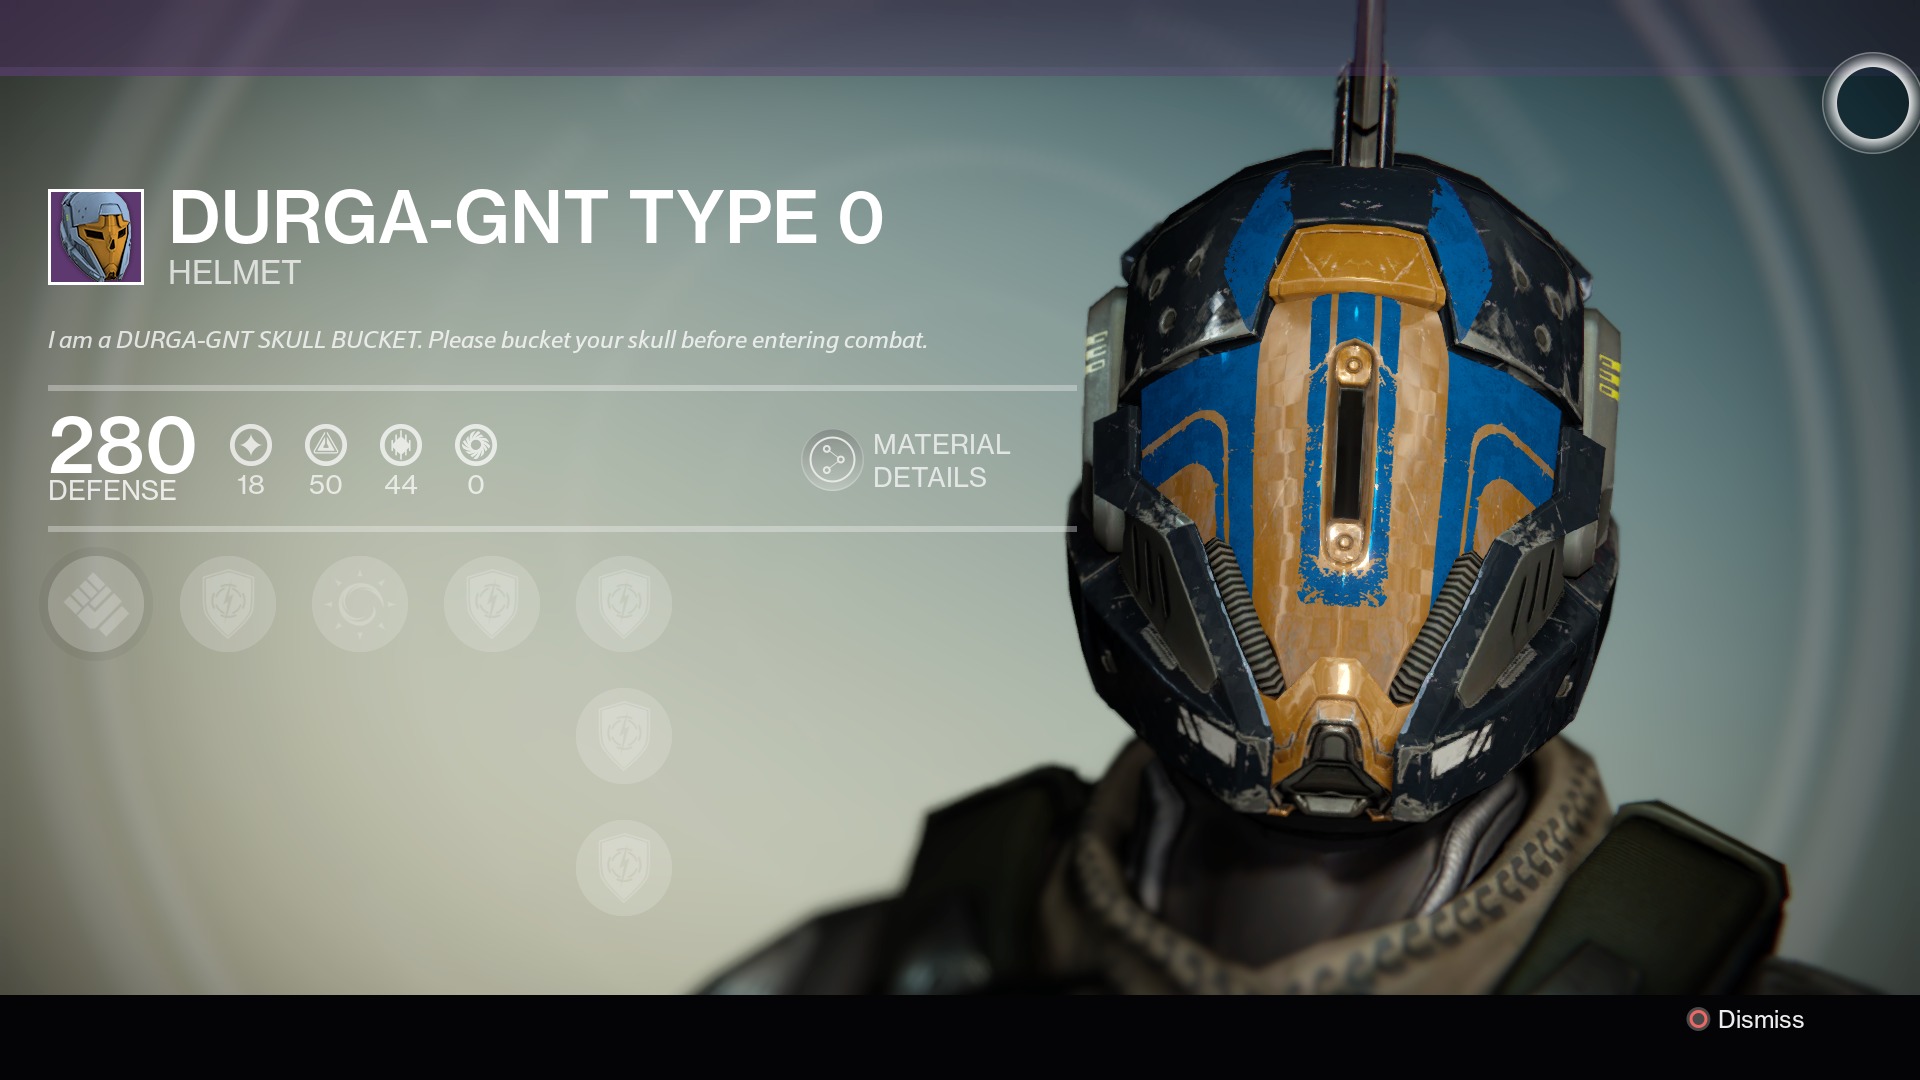 DURGA-GNT TYPE 0
HELMET
I am a DURGA-GNT SKULL BUCKET. Please bucket your skull before entering combat.
280
DEFENSE
18 50 44 0
MATERIAL
DETAILS
Dismiss